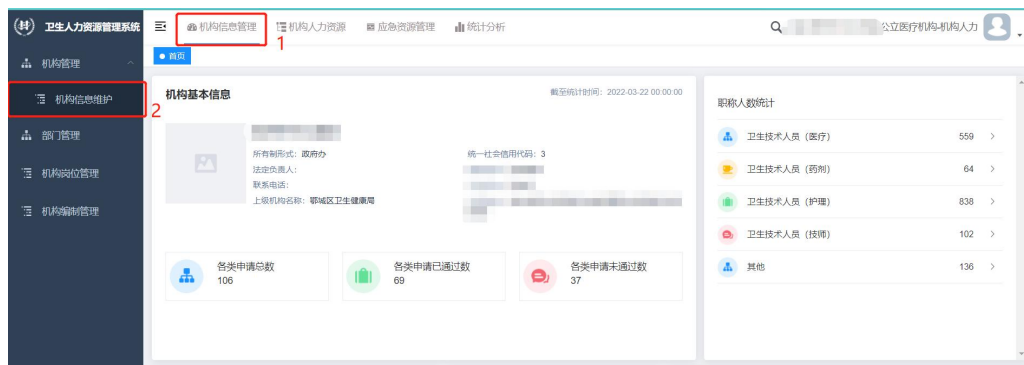 卫生人力资源管理系统
机构信息管理
机构人力资源
应急资源管理
统计分析
公立医疗机构-机构人力
1
机构管理
首页
机构信息维护
2
部门管理
机构岗位管理
机构编制管理
机构基本信息
截至统计时间：2022-03-22 00:00:00
所有制形式：政府办
统一社会信用代码：3
法定负责人：
联系电话：
上级机构名称：鄂城区卫生健康局
各类申请总数
106
各类申请已通过数
69
各类申请未通过数
37
职称人数统计
卫生技术人员（医疗） 559
卫生技术人员（药剂） 64
卫生技术人员（护理） 838
卫生技术人员（技师） 102
其他 136